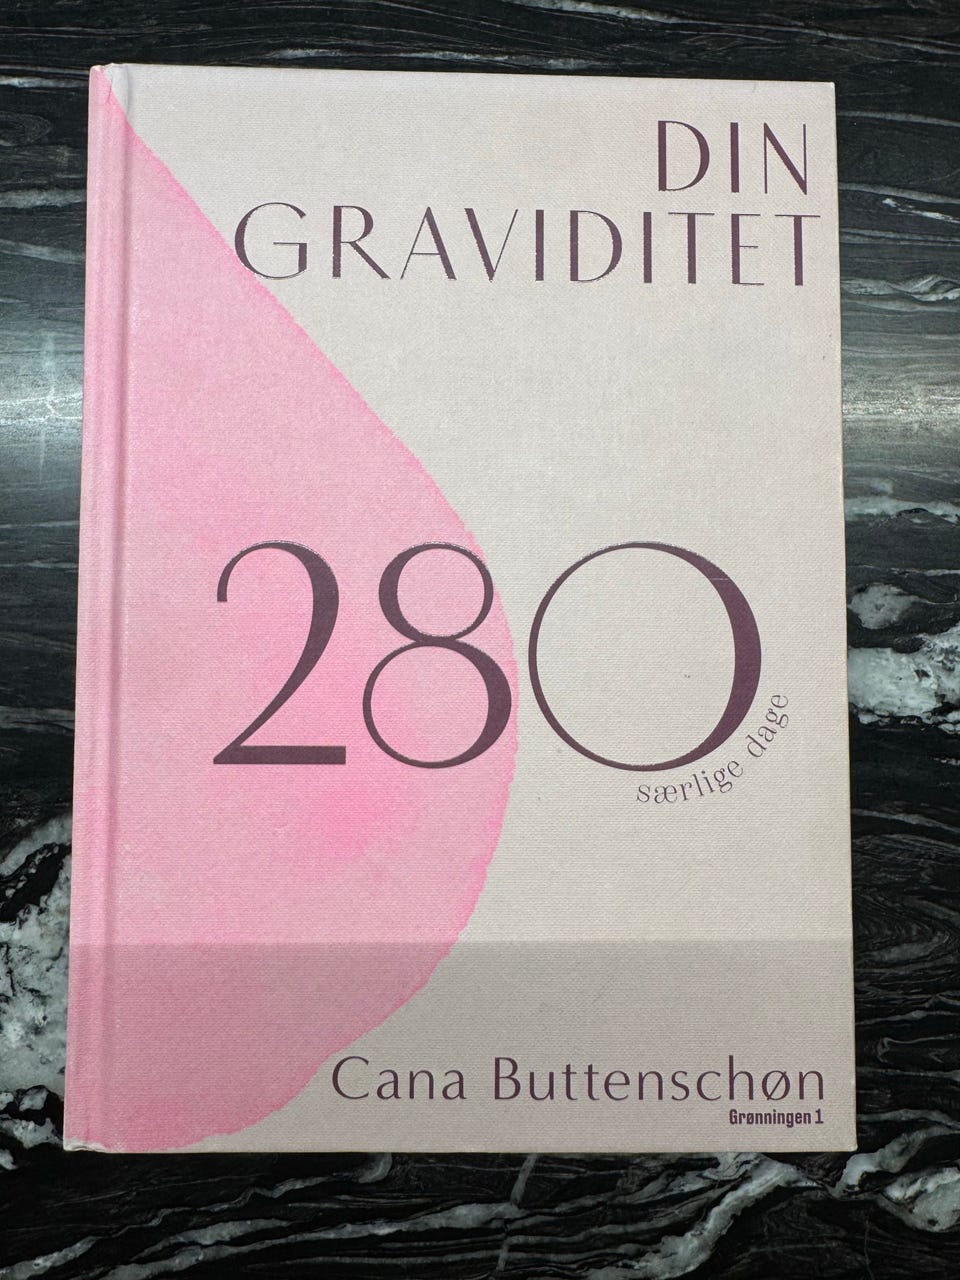 DIN
GRAVIDITET
280
særlige dage
Cana Buttenschøn
Grønningen 1